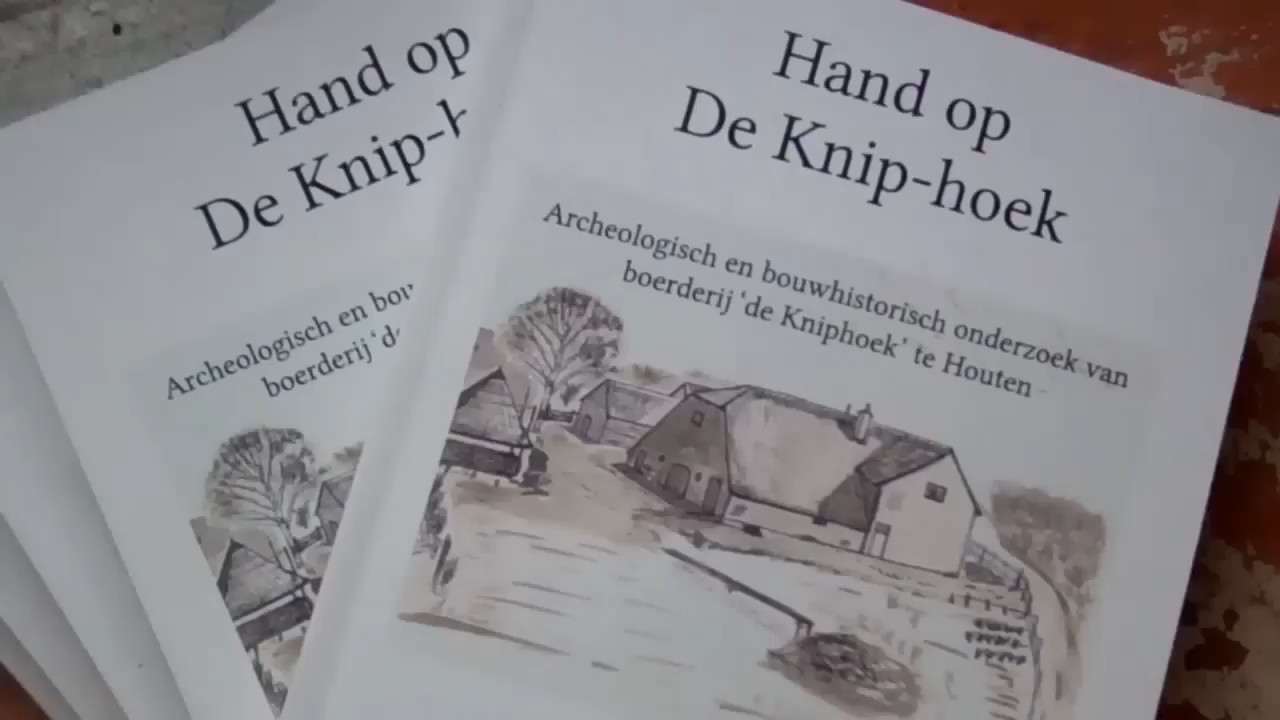 Hand op
De Knip-h
Archeologisch en bou
boerderij 'd
Hand op
De Knip-hoek
Archeologisch en bouwhistorisch onderzoek van
boerderij 'de Kniphoek' te Houten